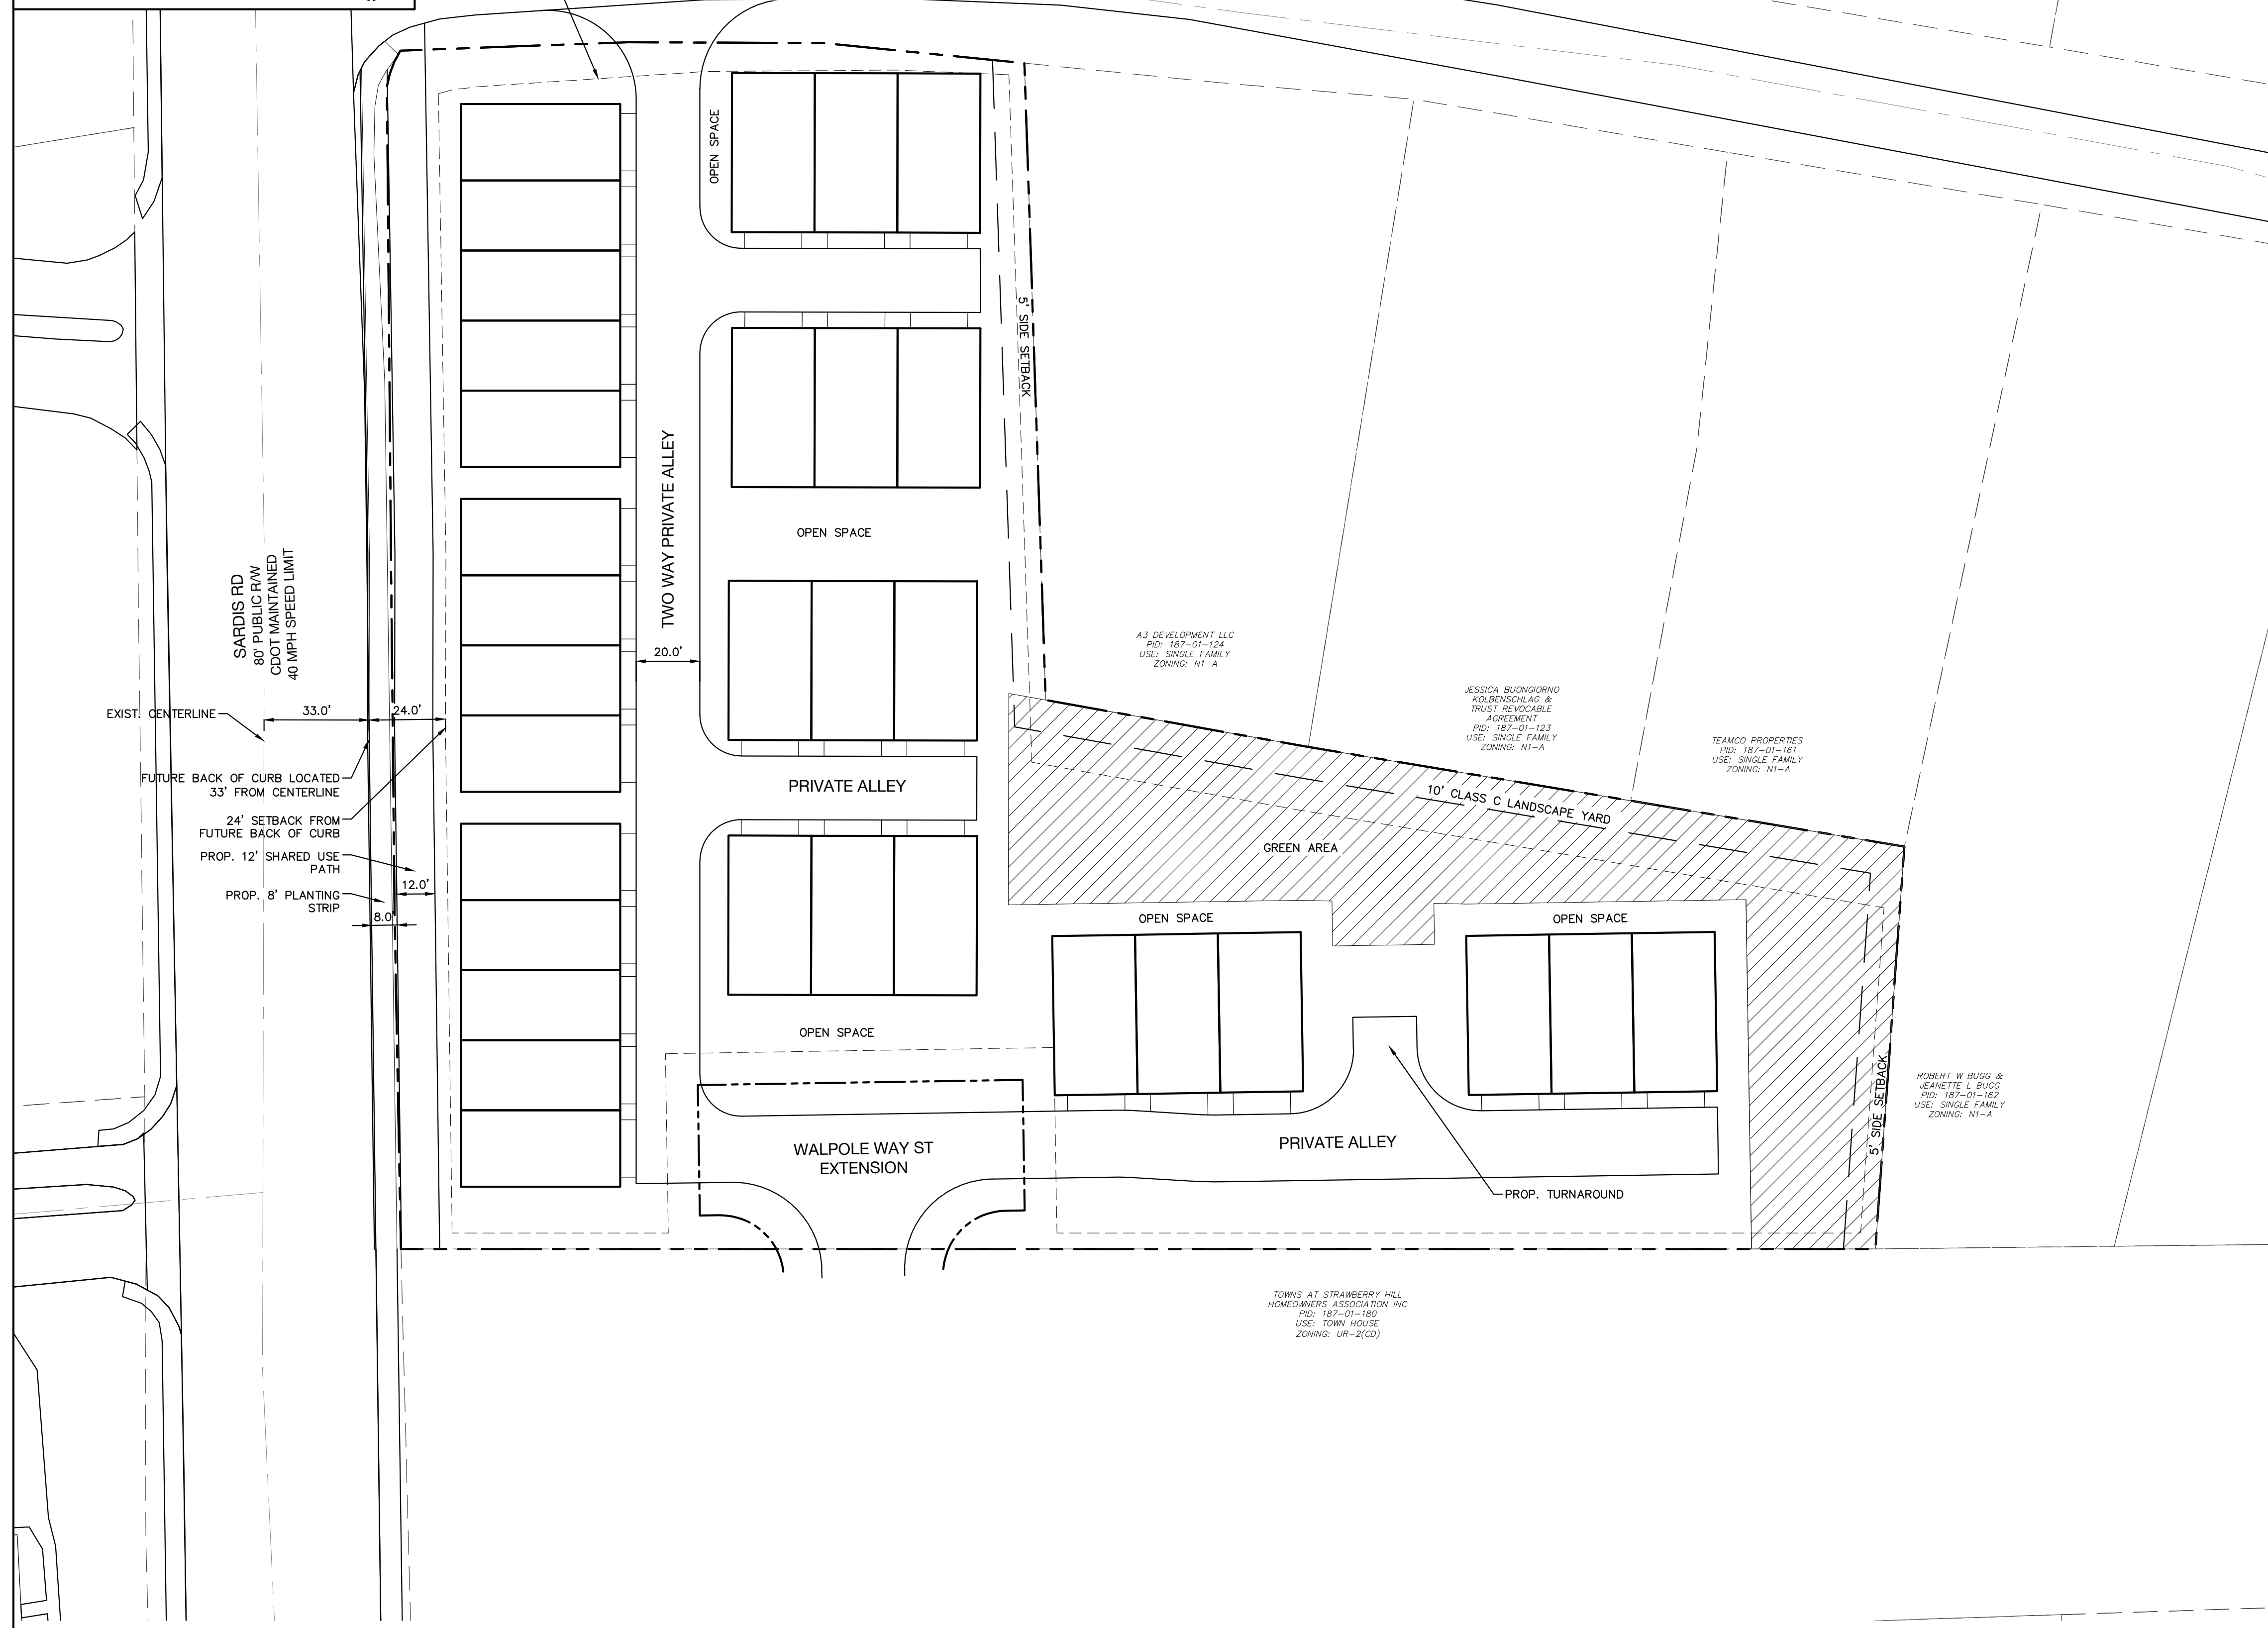 OPEN SPACE
5' SIDE SETBACK
TWO WAY PRIVATE ALLEY
OPEN SPACE
SARDIS RD
80' PUBLIC R/W
CDOT MAINTAINED
40 MPH SPEED LIMIT
20.0'
A3 DEVELOPMENT LLC
PID: 187-01-124
USE: SINGLE FAMILY
ZONING: N1-A
JESSICA BUONGIORNO
KOLBENSCHLAG &
TRUST REVOCABLE
AGREEMENT
PID: 187-01-123
USE: SINGLE FAMILY
ZONING: N1-A
TEAMCO PROPERTIES
PID: 187-01-161
USE: SINGLE FAMILY
ZONING: N1-A
EXIST. CENTERLINE
33.0'
24.0'
FUTURE BACK OF CURB LOCATED
33' FROM CENTERLINE
24' SETBACK FROM
FUTURE BACK OF CURB
PROP. 12' SHARED USE
PATH
12.0'
PROP. 8' PLANTING
STRIP
8.0'
PRIVATE ALLEY
10' CLASS C LANDSCAPE YARD
GREEN AREA
OPEN SPACE
OPEN SPACE
OPEN SPACE
5' SIDE SETBACK
ROBERT W BUGG &
JEANETTE L BUGG
PID: 187-01-162
USE: SINGLE FAMILY
ZONING: N1-A
WALPOLE WAY ST
EXTENSION
PRIVATE ALLEY
PROP. TURNAROUND
TOWNS AT STRAWBERRY HILL
HOMEOWNERS ASSOCIATION INC
PID: 187-01-180
USE: TOWN HOUSE
ZONING: UR-2(CD)